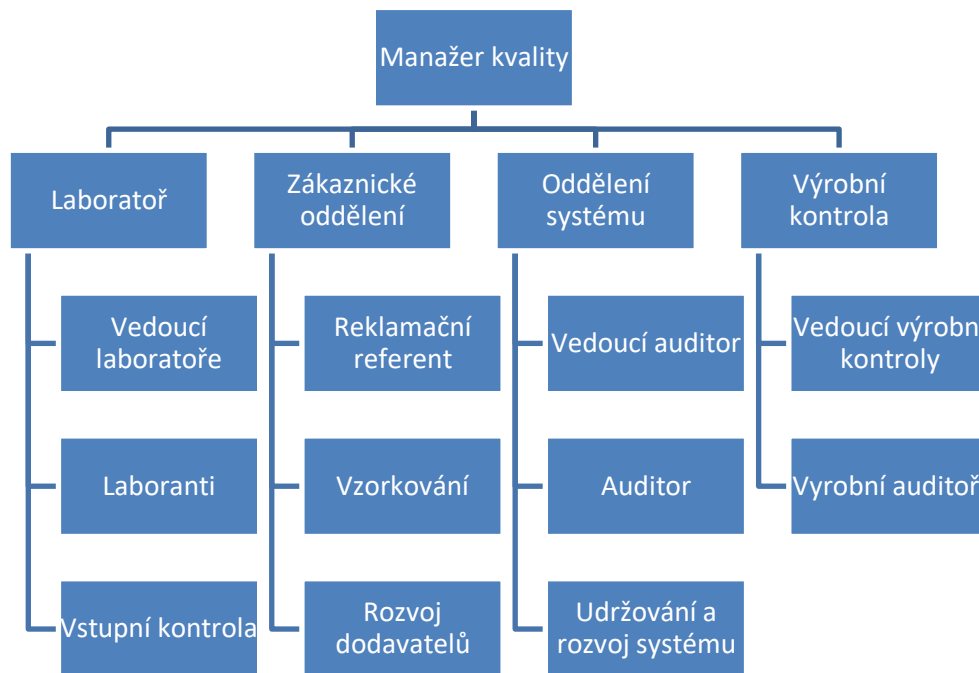 Manažer kvality
Laboratoř
Zákaznické
oddělení
Oddělení
systému
Výrobní
kontrola
Vedoucí
laboratoře
Reklamační
referent
Vedoucí auditor
Vedoucí výrobn
kontroly
Laboranti
Vzorkování
Auditor
Vyrobní auditoř
Vstupní kontrola
Rozvoj
dodavatelů
Udržování a
rozvoj systému